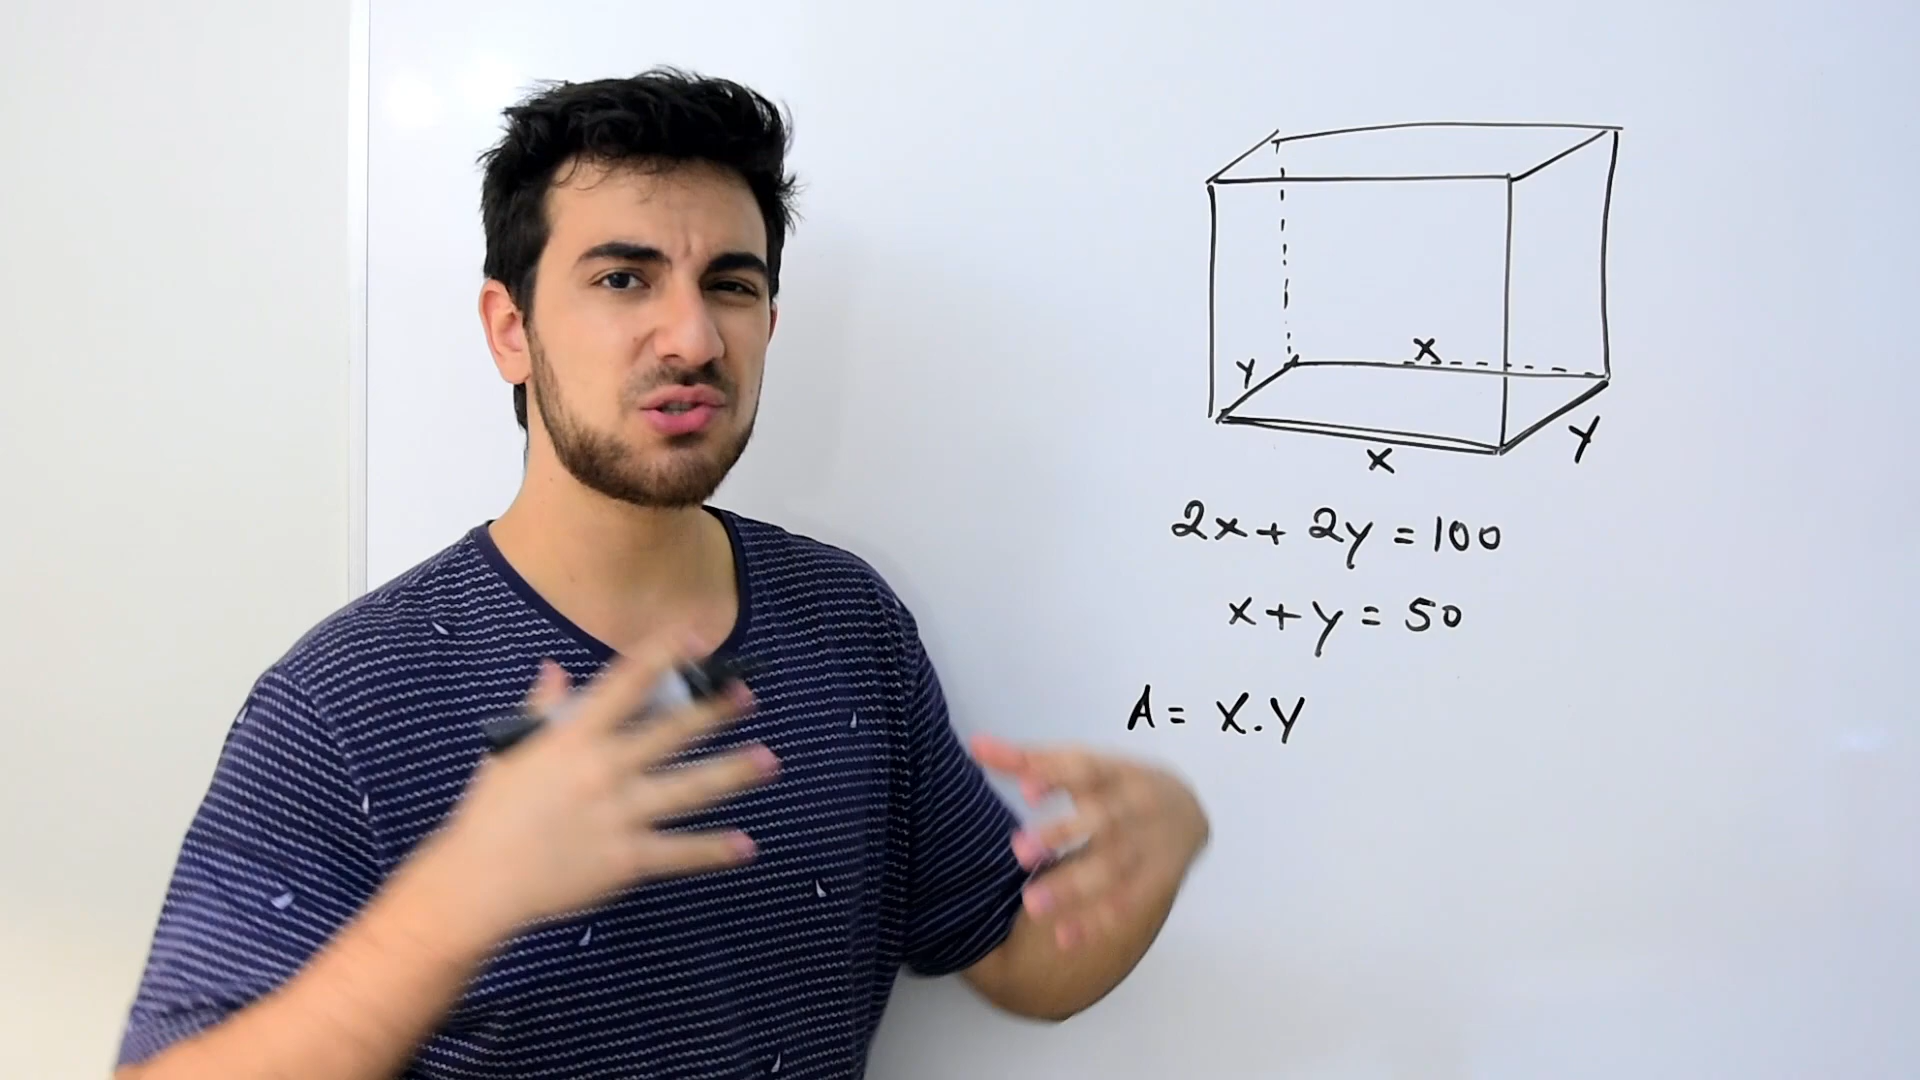 X
Y
Y
X
2x + 2y = 100
x + y = 50
A = X.Y